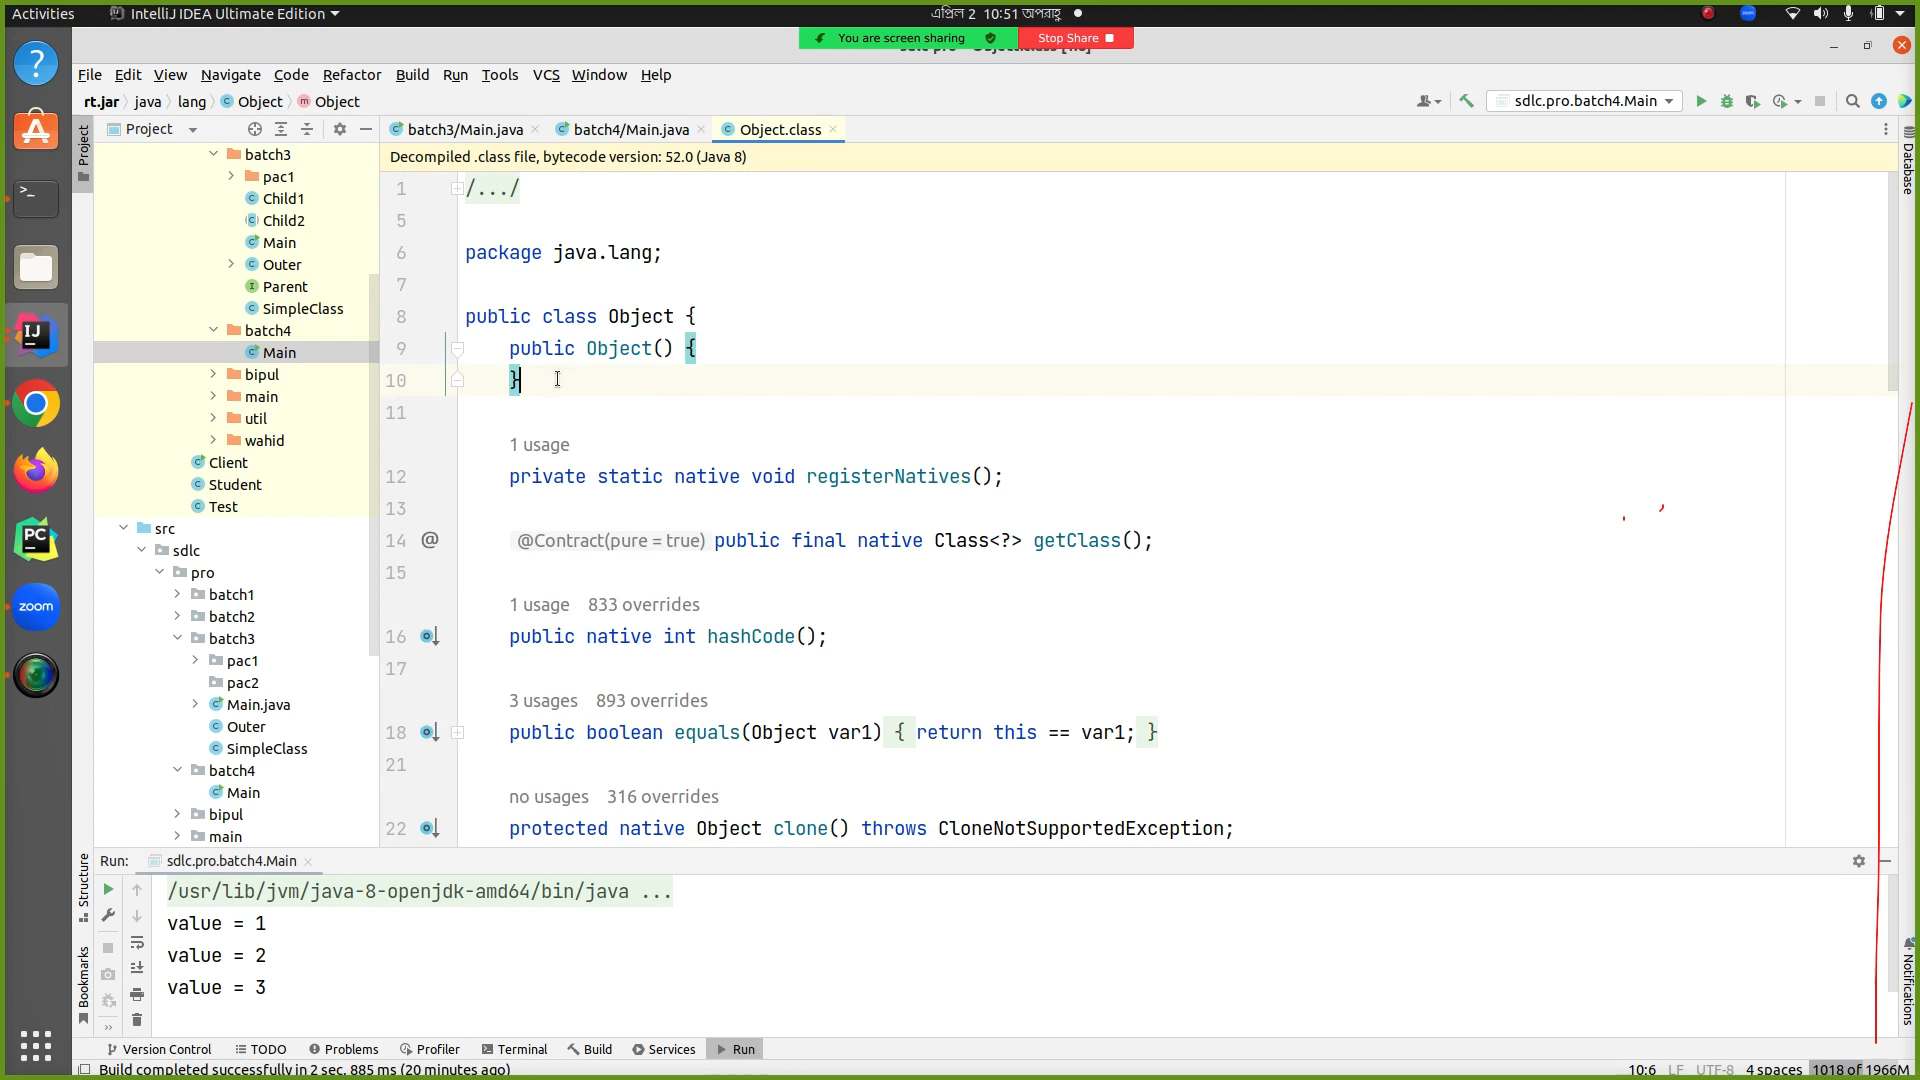 Activities
IntelliJ IDEA Ultimate Edition
এপ্রিল 2 10:51 অপরাহ্ণ
zoom
You are screen sharing
Stop Share
File Edit View Navigate Code Refactor Build Run Tools VCS Window Help
rt.jar java lang Object Object
sdlc.pro.batch4.Main
Project
batch3/Main.java batch4/Main.java Object.class
Decompiled .class file, bytecode version: 52.0 (Java 8)
Project
Database
batch3
pac1
Child1
Child2
Main
Outer
Parent
SimpleClass
batch4
Main
bipul
main
util
wahid
Client
Student
Test
src
sdlc
pro
batch1
batch2
batch3
pac1
pac2
Main.java
Outer
SimpleClass
batch4
Main
bipul
main
1 /.../
5
6 package java.lang;
7
8 public class Object {
9 public Object() {
10 }
11
1 usage
12 private static native void registerNatives();
13
14 @ @Contract(pure = true) public final native Class<?> getClass();
15
1 usage 833 overrides
16 public native int hashCode();
17
3 usages 893 overrides
18 public boolean equals(Object var1) { return this == var1; }
21
no usages 316 overrides
22 protected native Object clone() throws CloneNotSupportedException;
IJ
PC
zoom
Structure
Bookmarks
Notifications
Run: sdlc.pro.batch4.Main
/usr/lib/jvm/java-8-openjdk-amd64/bin/java ...
value = 1
value = 2
value = 3
Version Control TODO Problems Profiler Terminal Build Services Run
Build completed successfully in 2 sec, 885 ms (20 minutes ago)
10:6 LF UTF-8 4 spaces 1018 of 1966M